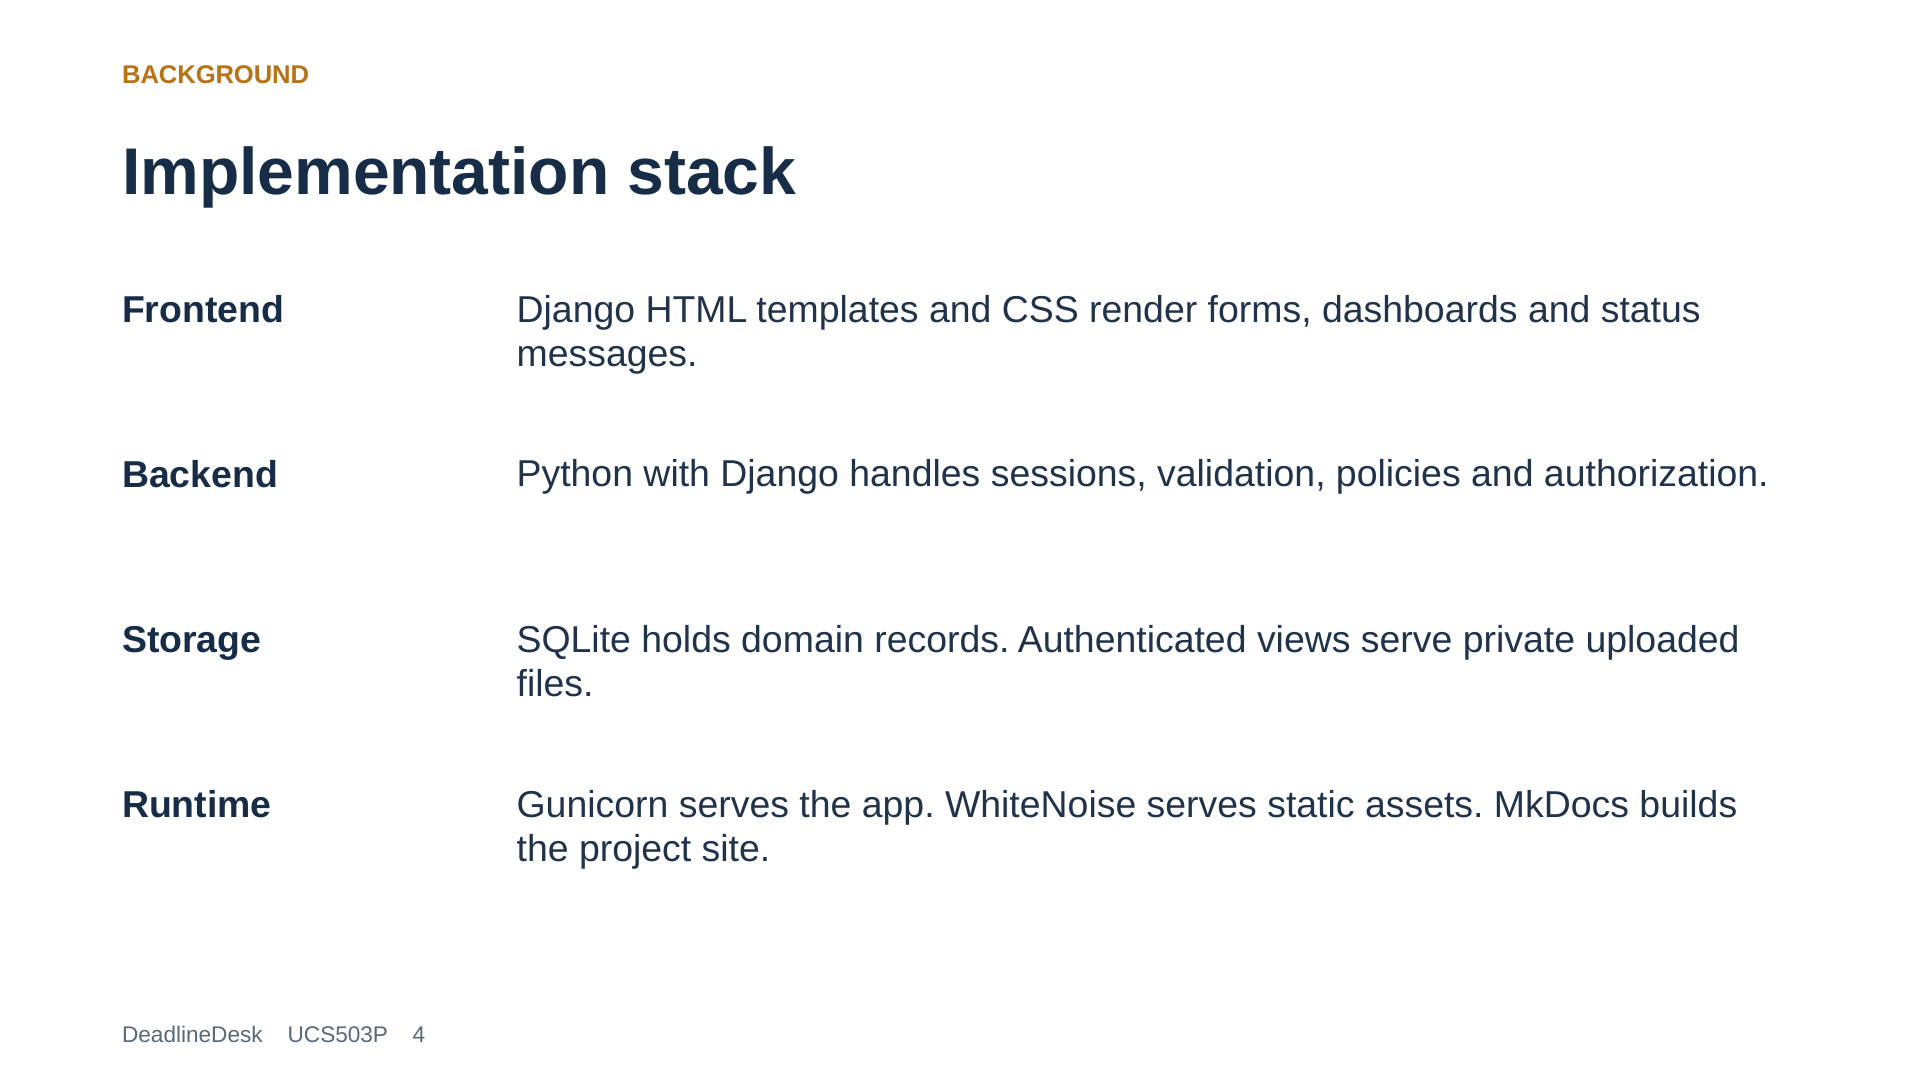 BACKGROUND
Implementation stack
Frontend
Django HTML templates and CSS render forms, dashboards and status
messages.
Backend
Python with Django handles sessions, validation, policies and authorization.
Storage
SQLite holds domain records. Authenticated views serve private uploaded
files.
Runtime
Gunicorn serves the app. WhiteNoise serves static assets. MkDocs builds
the project site.
DeadlineDesk UCS503P 4